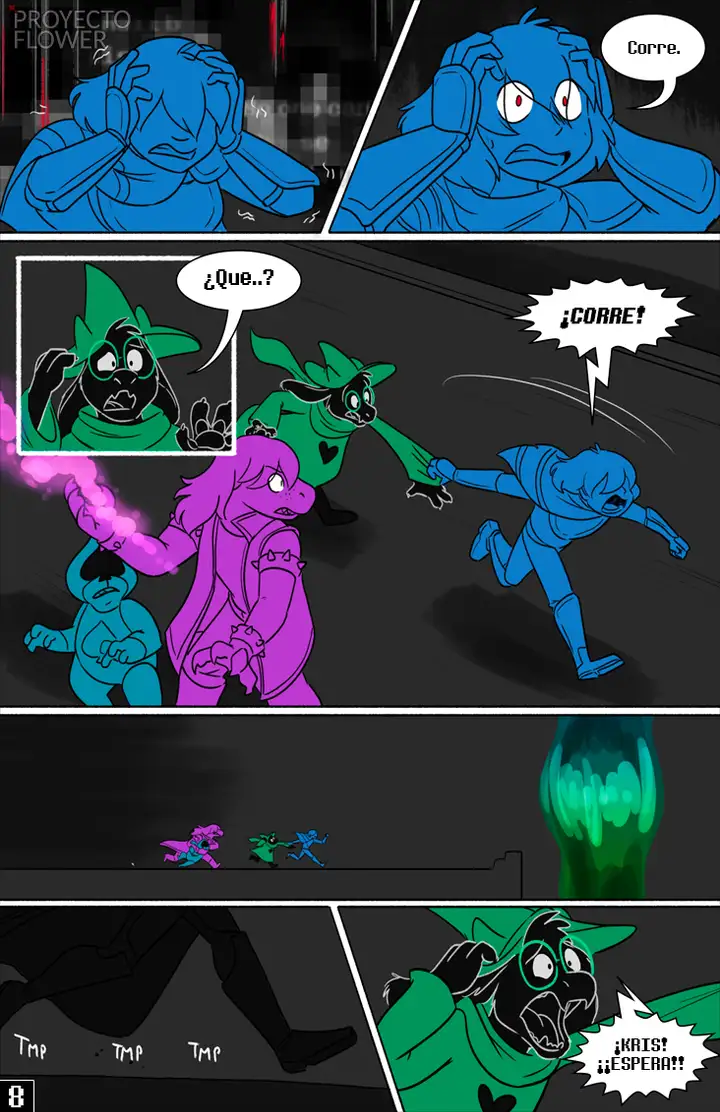 PROYECTO
FLOWER
Corre.
¿Que..?
¡CORRE!
TMP
TMP
TMP
¡KRIS!
¡¡ESPERA!!
8